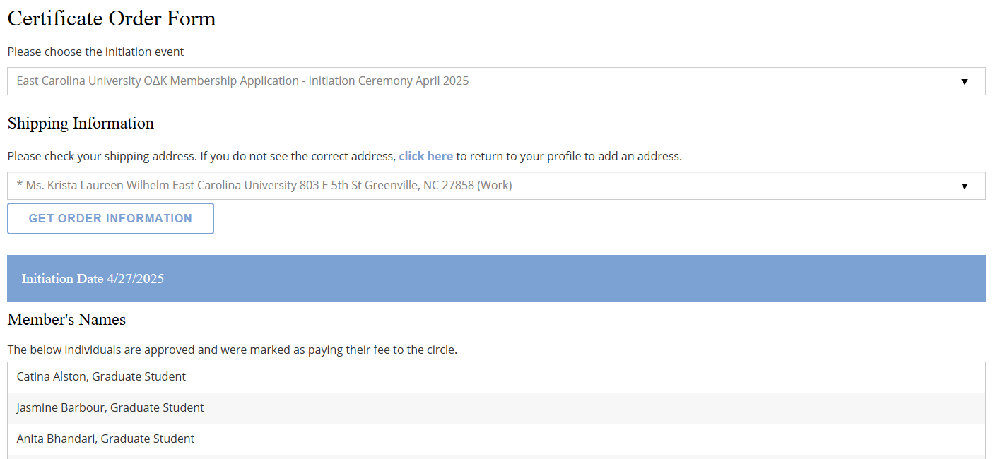 Certificate Order Form
Please choose the initiation event
East Carolina University OΔK Membership Application - Initiation Ceremony April 2025
Shipping Information
Please check your shipping address. If you do not see the correct address, click here to return to your profile to add an address.
* Ms. Krista Laureen Wilhelm East Carolina University 803 E 5th St Greenville, NC 27858 (Work)
GET ORDER INFORMATION
Initiation Date 4/27/2025
Member's Names
The below individuals are approved and were marked as paying their fee to the circle.
Catina Alston, Graduate Student
Jasmine Barbour, Graduate Student
Anita Bhandari, Graduate Student